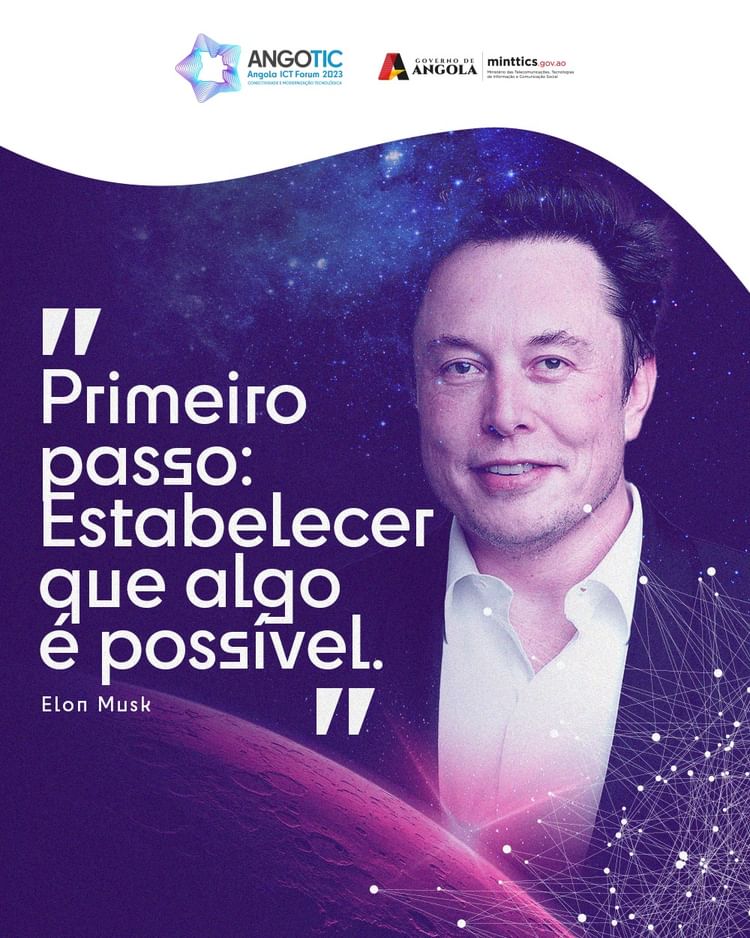 ANGOTIC
Angola ICT Forum 2023
CONECTIVIDADE E MODERNIZAÇÃO TECNOLÓGICA
GOVERNO DE
ANGOLA
minttics.gov.ao
Ministério das Telecomunicações, Tecnologias
de Informação e Comunicação Social
"
Primeiro
passo:
Estabelecer
que algo
é possível.
Elon Musk
"